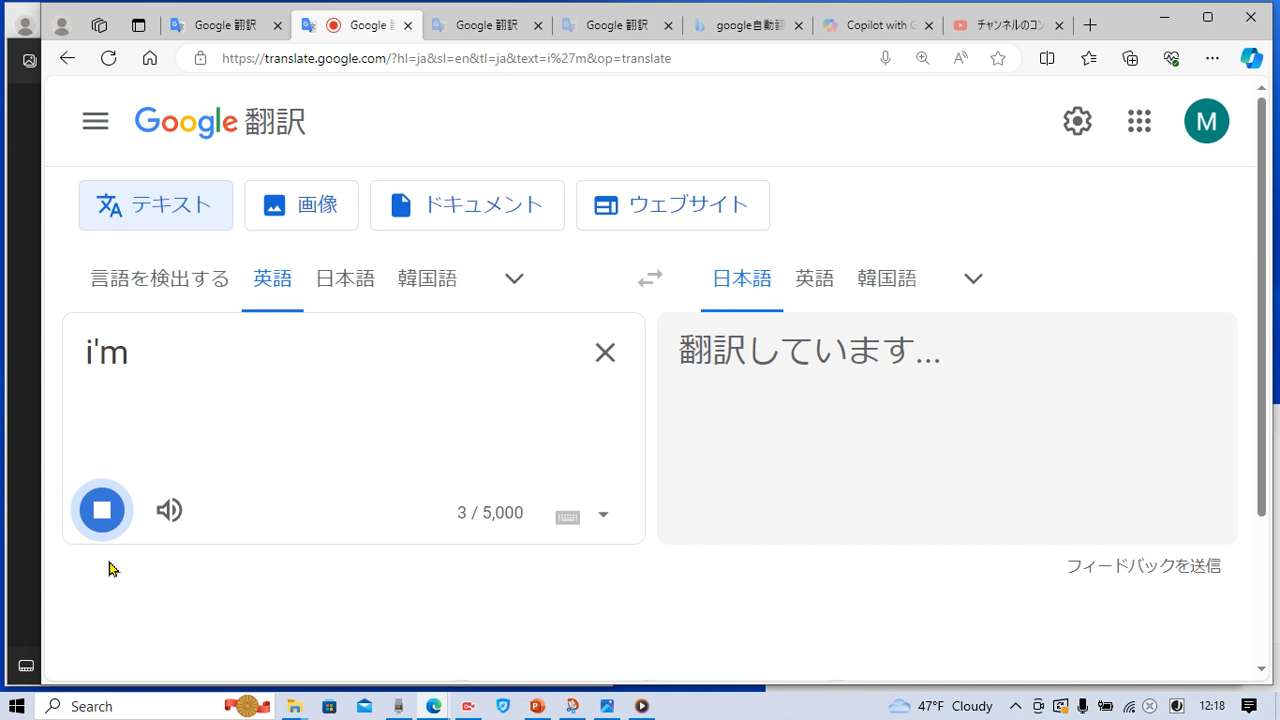 Google 翻訳
Google 
Google 翻訳
Google 翻訳
google自動翻
Copilot with G
チャンネルのコン
https://translate.google.com/?hl=ja&sl=en&tl=ja&text=i%27m&op=translate
Google 翻訳
M
テキスト
画像
ドキュメント
ウェブサイト
言語を検出する 英語 日本語 韓国語
日本語 英語 韓国語
i'm
翻訳しています...
3 / 5,000
フィードバックを送信
Search
47°F Cloudy
12:18